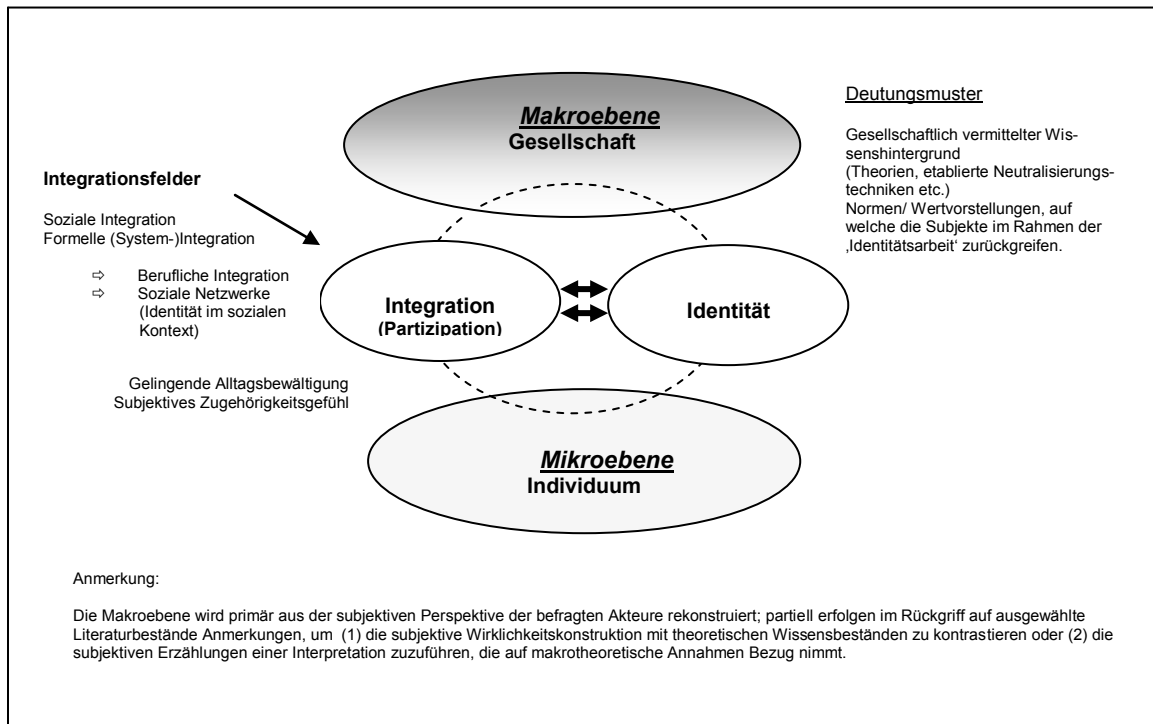 Makroebene
Gesellschaft
Deutungsmuster
Gesellschaftlich vermittelter Wis-
senshintergrund
(Theorien, etablierte Neutralisierungs-
techniken etc.)
Normen/ Wertvorstellungen, auf
welche die Subjekte im Rahmen der
‚Identitätsarbeit‘ zurückgreifen.
Integrationsfelder
Soziale Integration
Formelle (System-)Integration
⇨ Berufliche Integration
⇨ Soziale Netzwerke
(Identität im sozialen
Kontext)
Gelingende Alltagsbewältigung
Subjektives Zugehörigkeitsgefühl
Integration
(Partizipation)
Identität
Mikroebene
Individuum
Anmerkung:
Die Makroebene wird primär aus der subjektiven Perspektive der befragten Akteure rekonstruiert; partiell erfolgen im Rückgriff auf ausgewählte
Literaturbestände Anmerkungen, um (1) die subjektive Wirklichkeitskonstruktion mit theoretischen Wissensbeständen zu kontrastieren oder (2) die
subjektiven Erzählungen einer Interpretation zuzuführen, die auf makrotheoretische Annahmen Bezug nimmt.